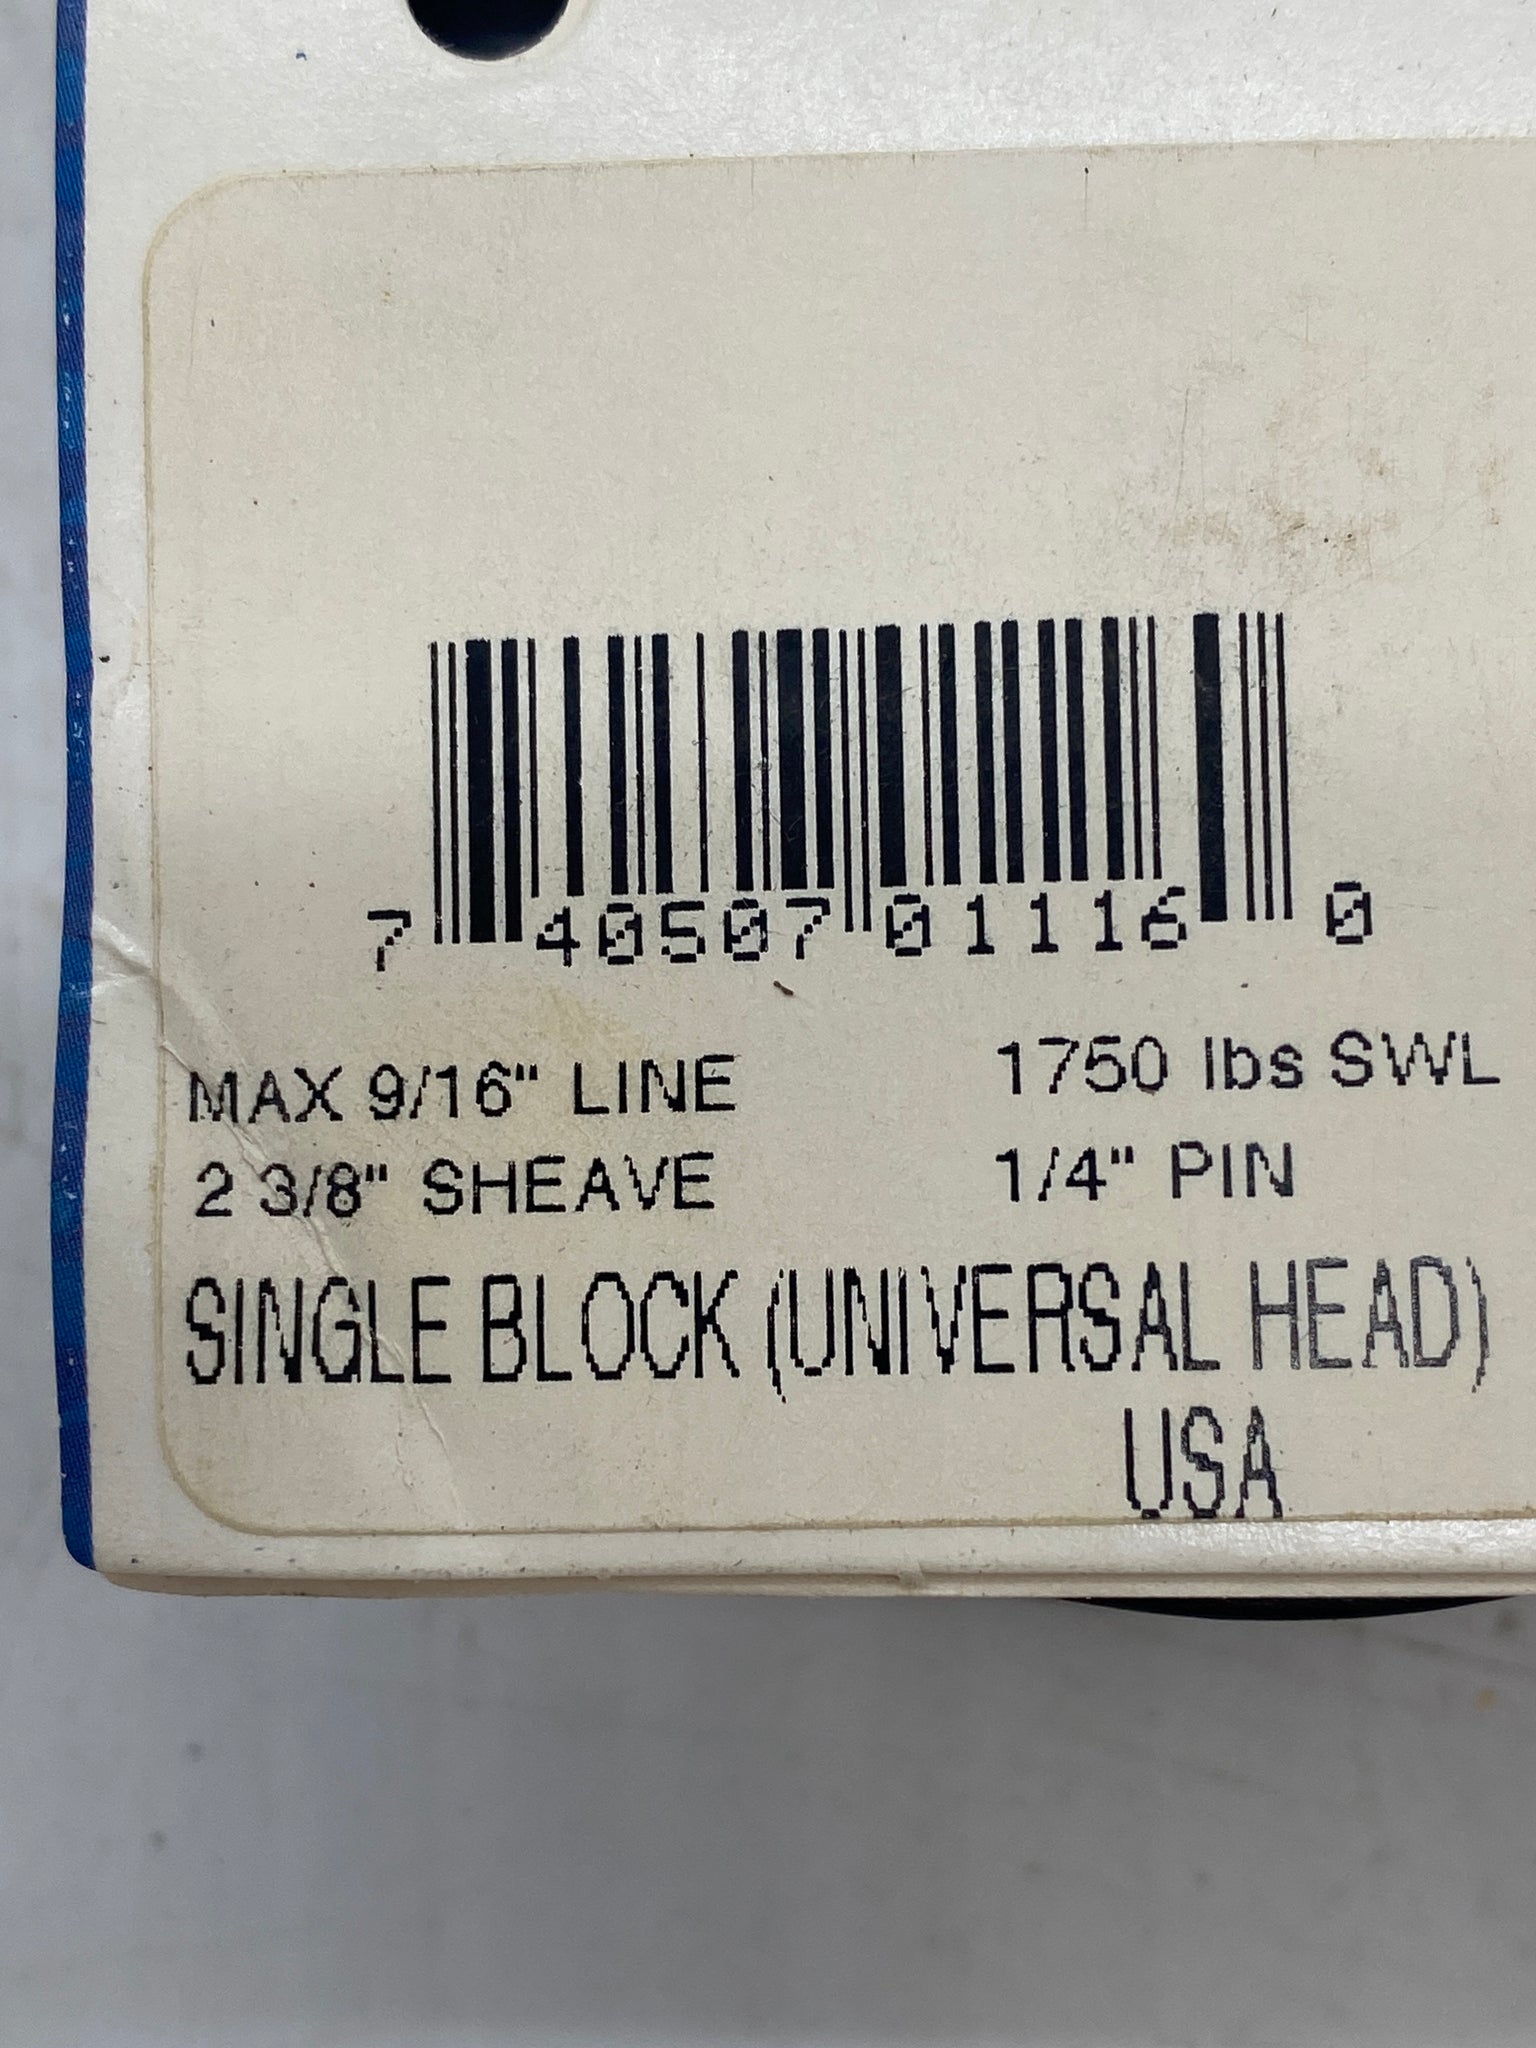 7 40507 01116 0
MAX 9/16" LINE 1750 lbs SWL
2 3/8" SHEAVE 1/4" PIN
SINGLE BLOCK (UNIVERSAL HEAD)
USA